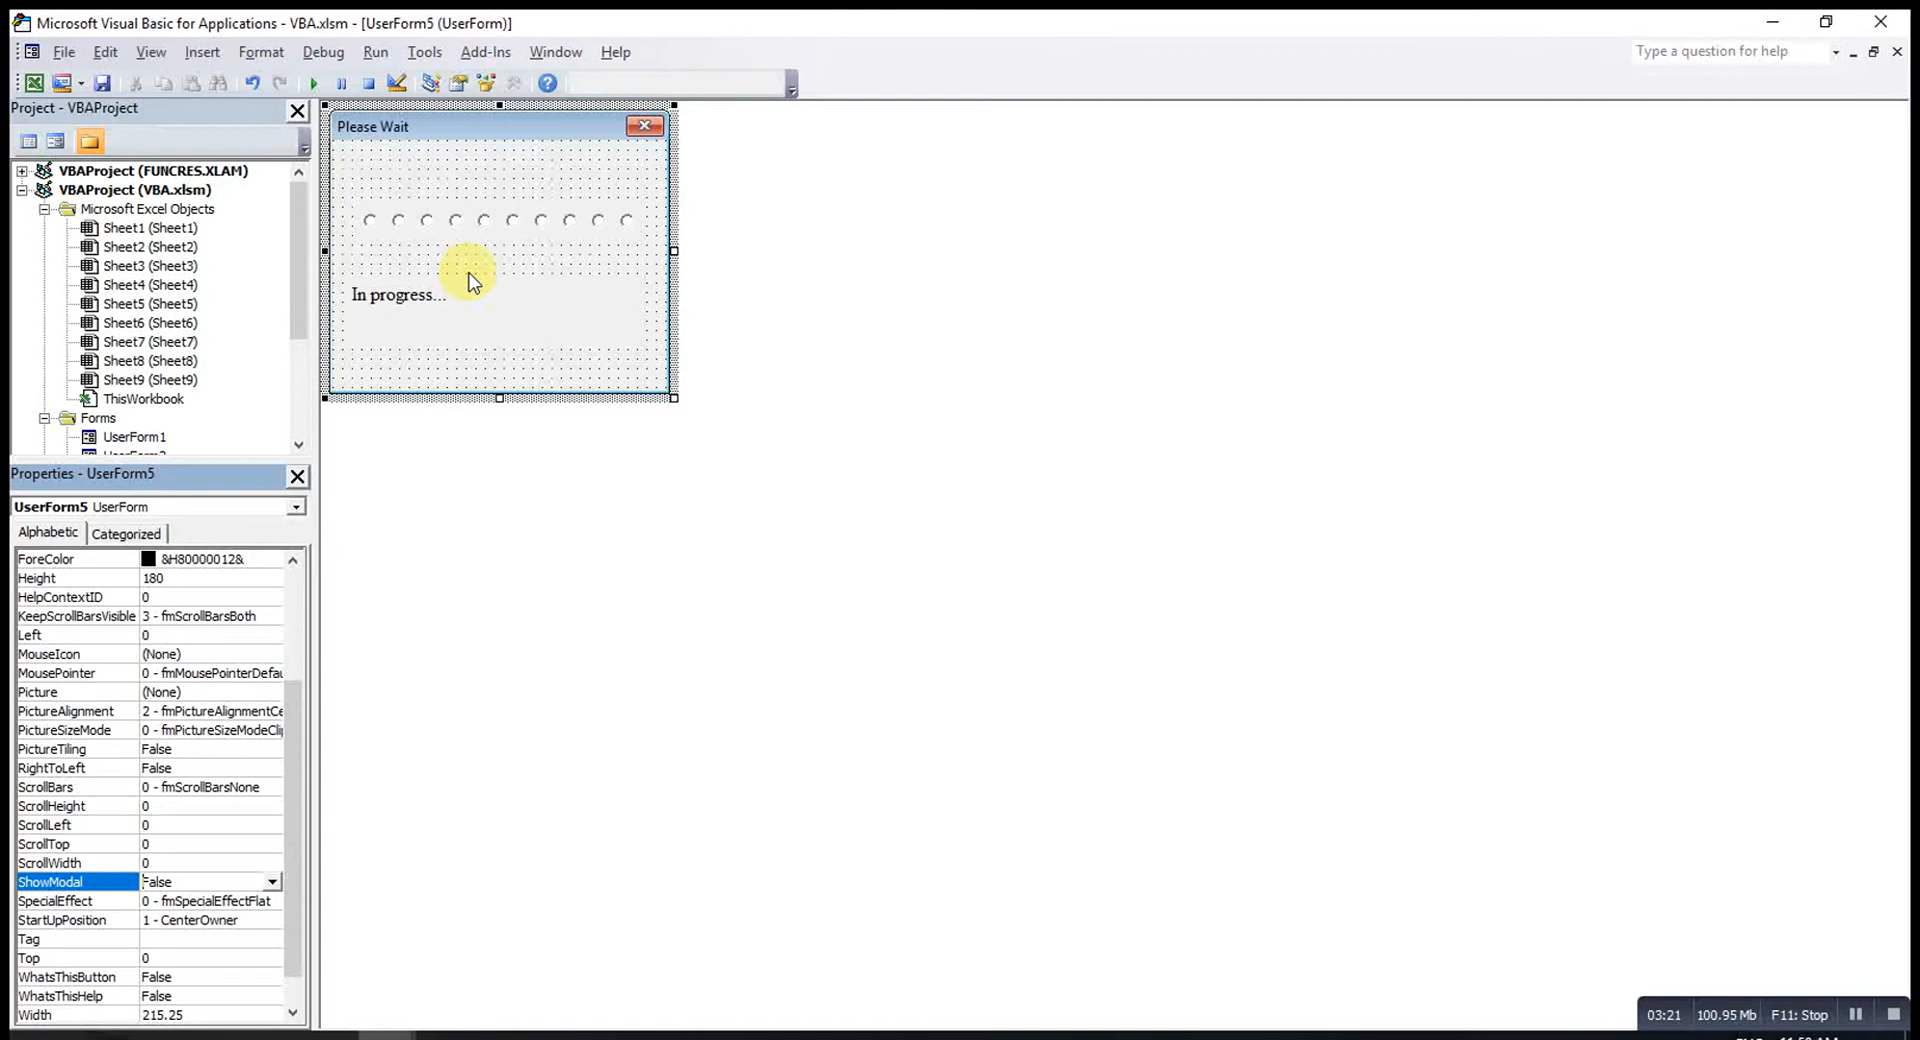 Microsoft Visual Basic for Applications - VBA.xlsm - [UserForm5 (UserForm)]
File Edit View Insert Format Debug Run Tools Add-Ins Window Help
Type a question for help
Project - VBAProject
VBAProject (FUNCRES.XLAM)
VBAProject (VBA.xlsm)
Microsoft Excel Objects
Sheet1 (Sheet1)
Sheet2 (Sheet2)
Sheet3 (Sheet3)
Sheet4 (Sheet4)
Sheet5 (Sheet5)
Sheet6 (Sheet6)
Sheet7 (Sheet7)
Sheet8 (Sheet8)
Sheet9 (Sheet9)
ThisWorkbook
Forms
UserForm1
Please Wait
In progress...
Properties - UserForm5
UserForm5 UserForm
Alphabetic Categorized
ForeColor &H80000012&
Height 180
HelpContextID 0
KeepScrollBarsVisible 3 - fmScrollBarsBoth
Left 0
MouseIcon (None)
MousePointer 0 - fmMousePointerDefau
Picture (None)
PictureAlignment 2 - fmPictureAlignmentCe
PictureSizeMode 0 - fmPictureSizeModeCli
PictureTiling False
RightToLeft False
ScrollBars 0 - fmScrollBarsNone
ScrollHeight 0
ScrollLeft 0
ScrollTop 0
ScrollWidth 0
ShowModal False
SpecialEffect 0 - fmSpecialEffectFlat
StartUpPosition 1 - CenterOwner
Tag
Top 0
WhatsThisButton False
WhatsThisHelp False
Width 215.25
03:21 100.95 Mb F11: Stop